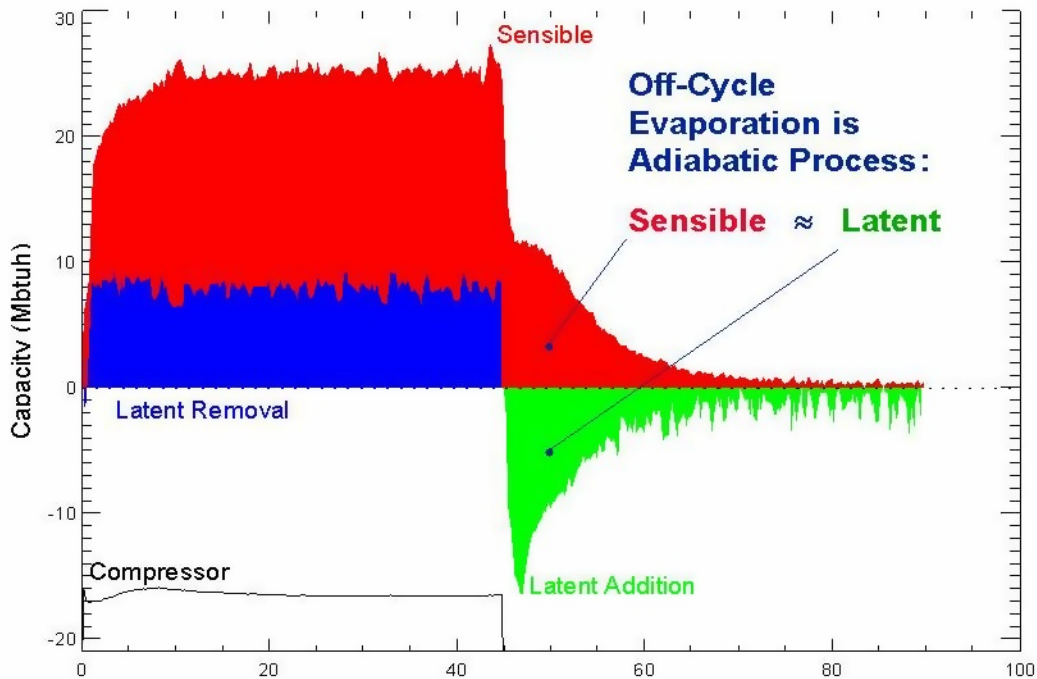 30
Sensible
Off-Cycle
Evaporation is
Adiabatic Process:
20
Sensible ≈ Latent
10
Capacity (Mbtuh)
0
Latent Removal
-10
Compressor
Latent Addition
-20
0 20 40 60 80 100